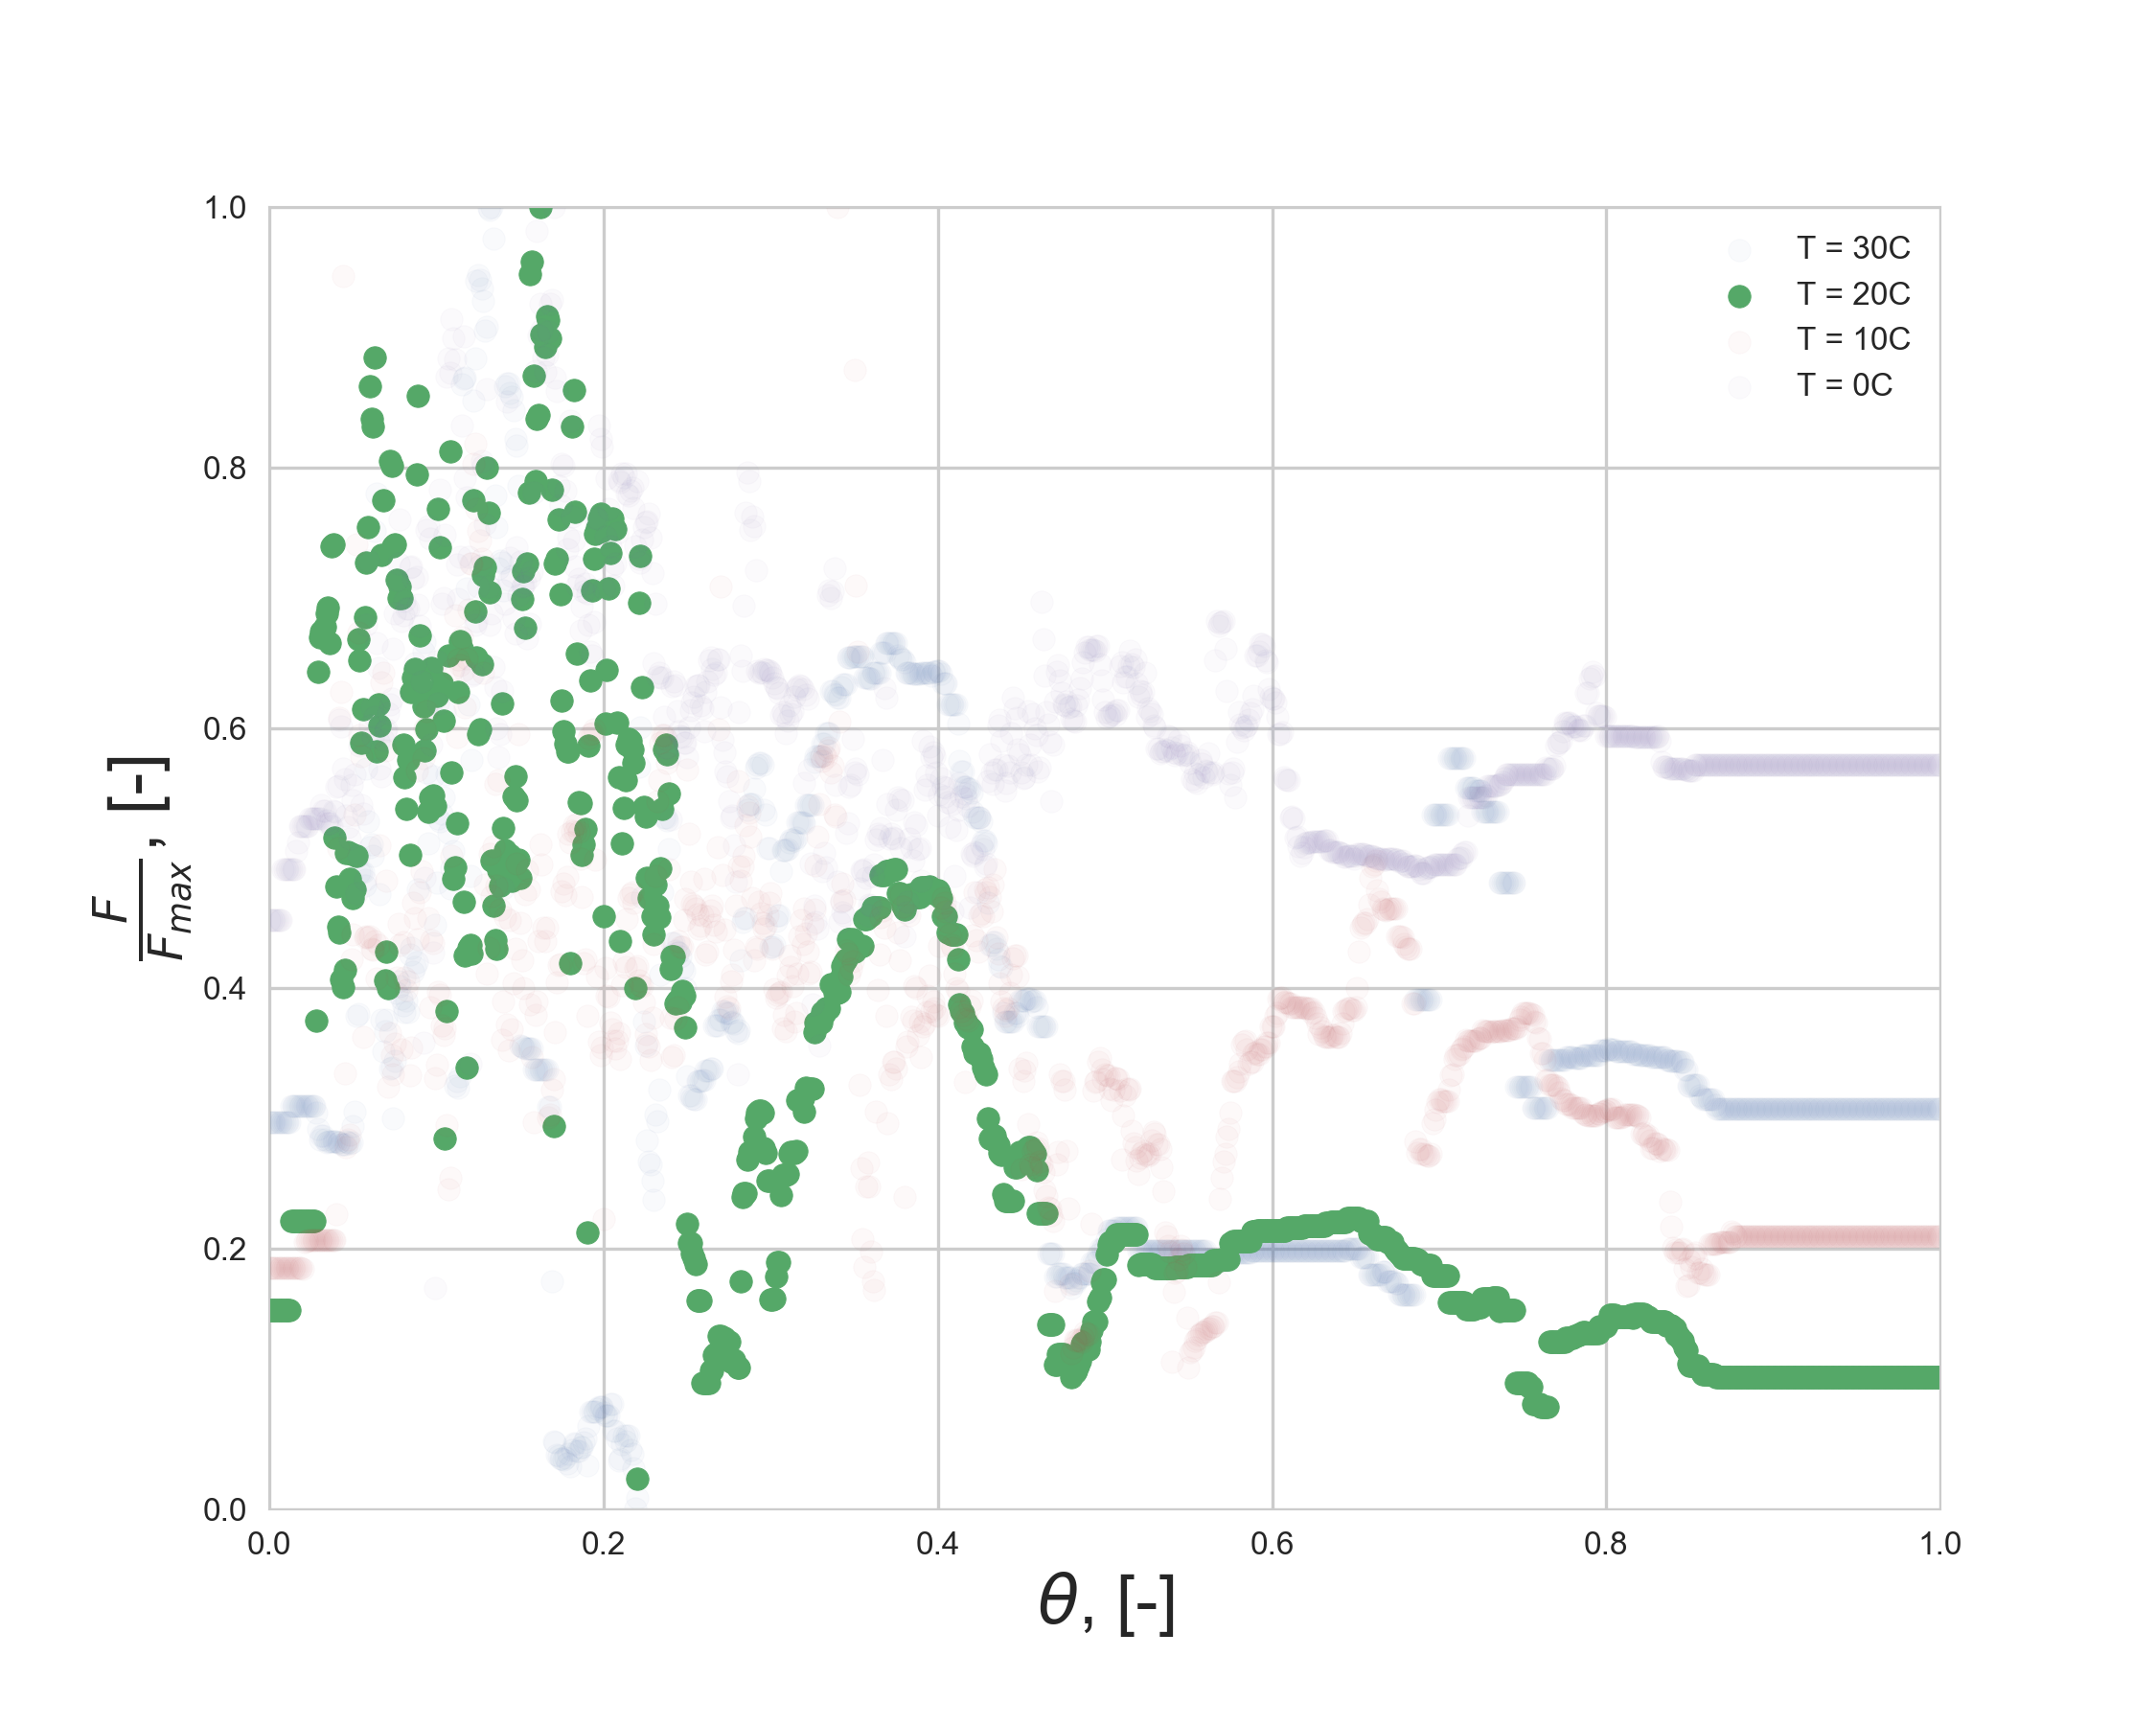 1.0
0.8
0.6
0.4
0.2
0.0
F
F_max, [-]
T = 30C
T = 20C
T = 10C
T = 0C
0.0 0.2 0.4 0.6 0.8 1.0
θ, [-]